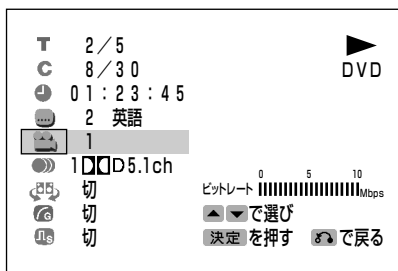 T 2/5
DVD
C 8/30
01:23:45
2 英語
1
1 DD D5.1ch
切
0 5 10
ビットレート Mbps
G 切
▲ ▼ で選び
S 切
決定 を押す で戻る